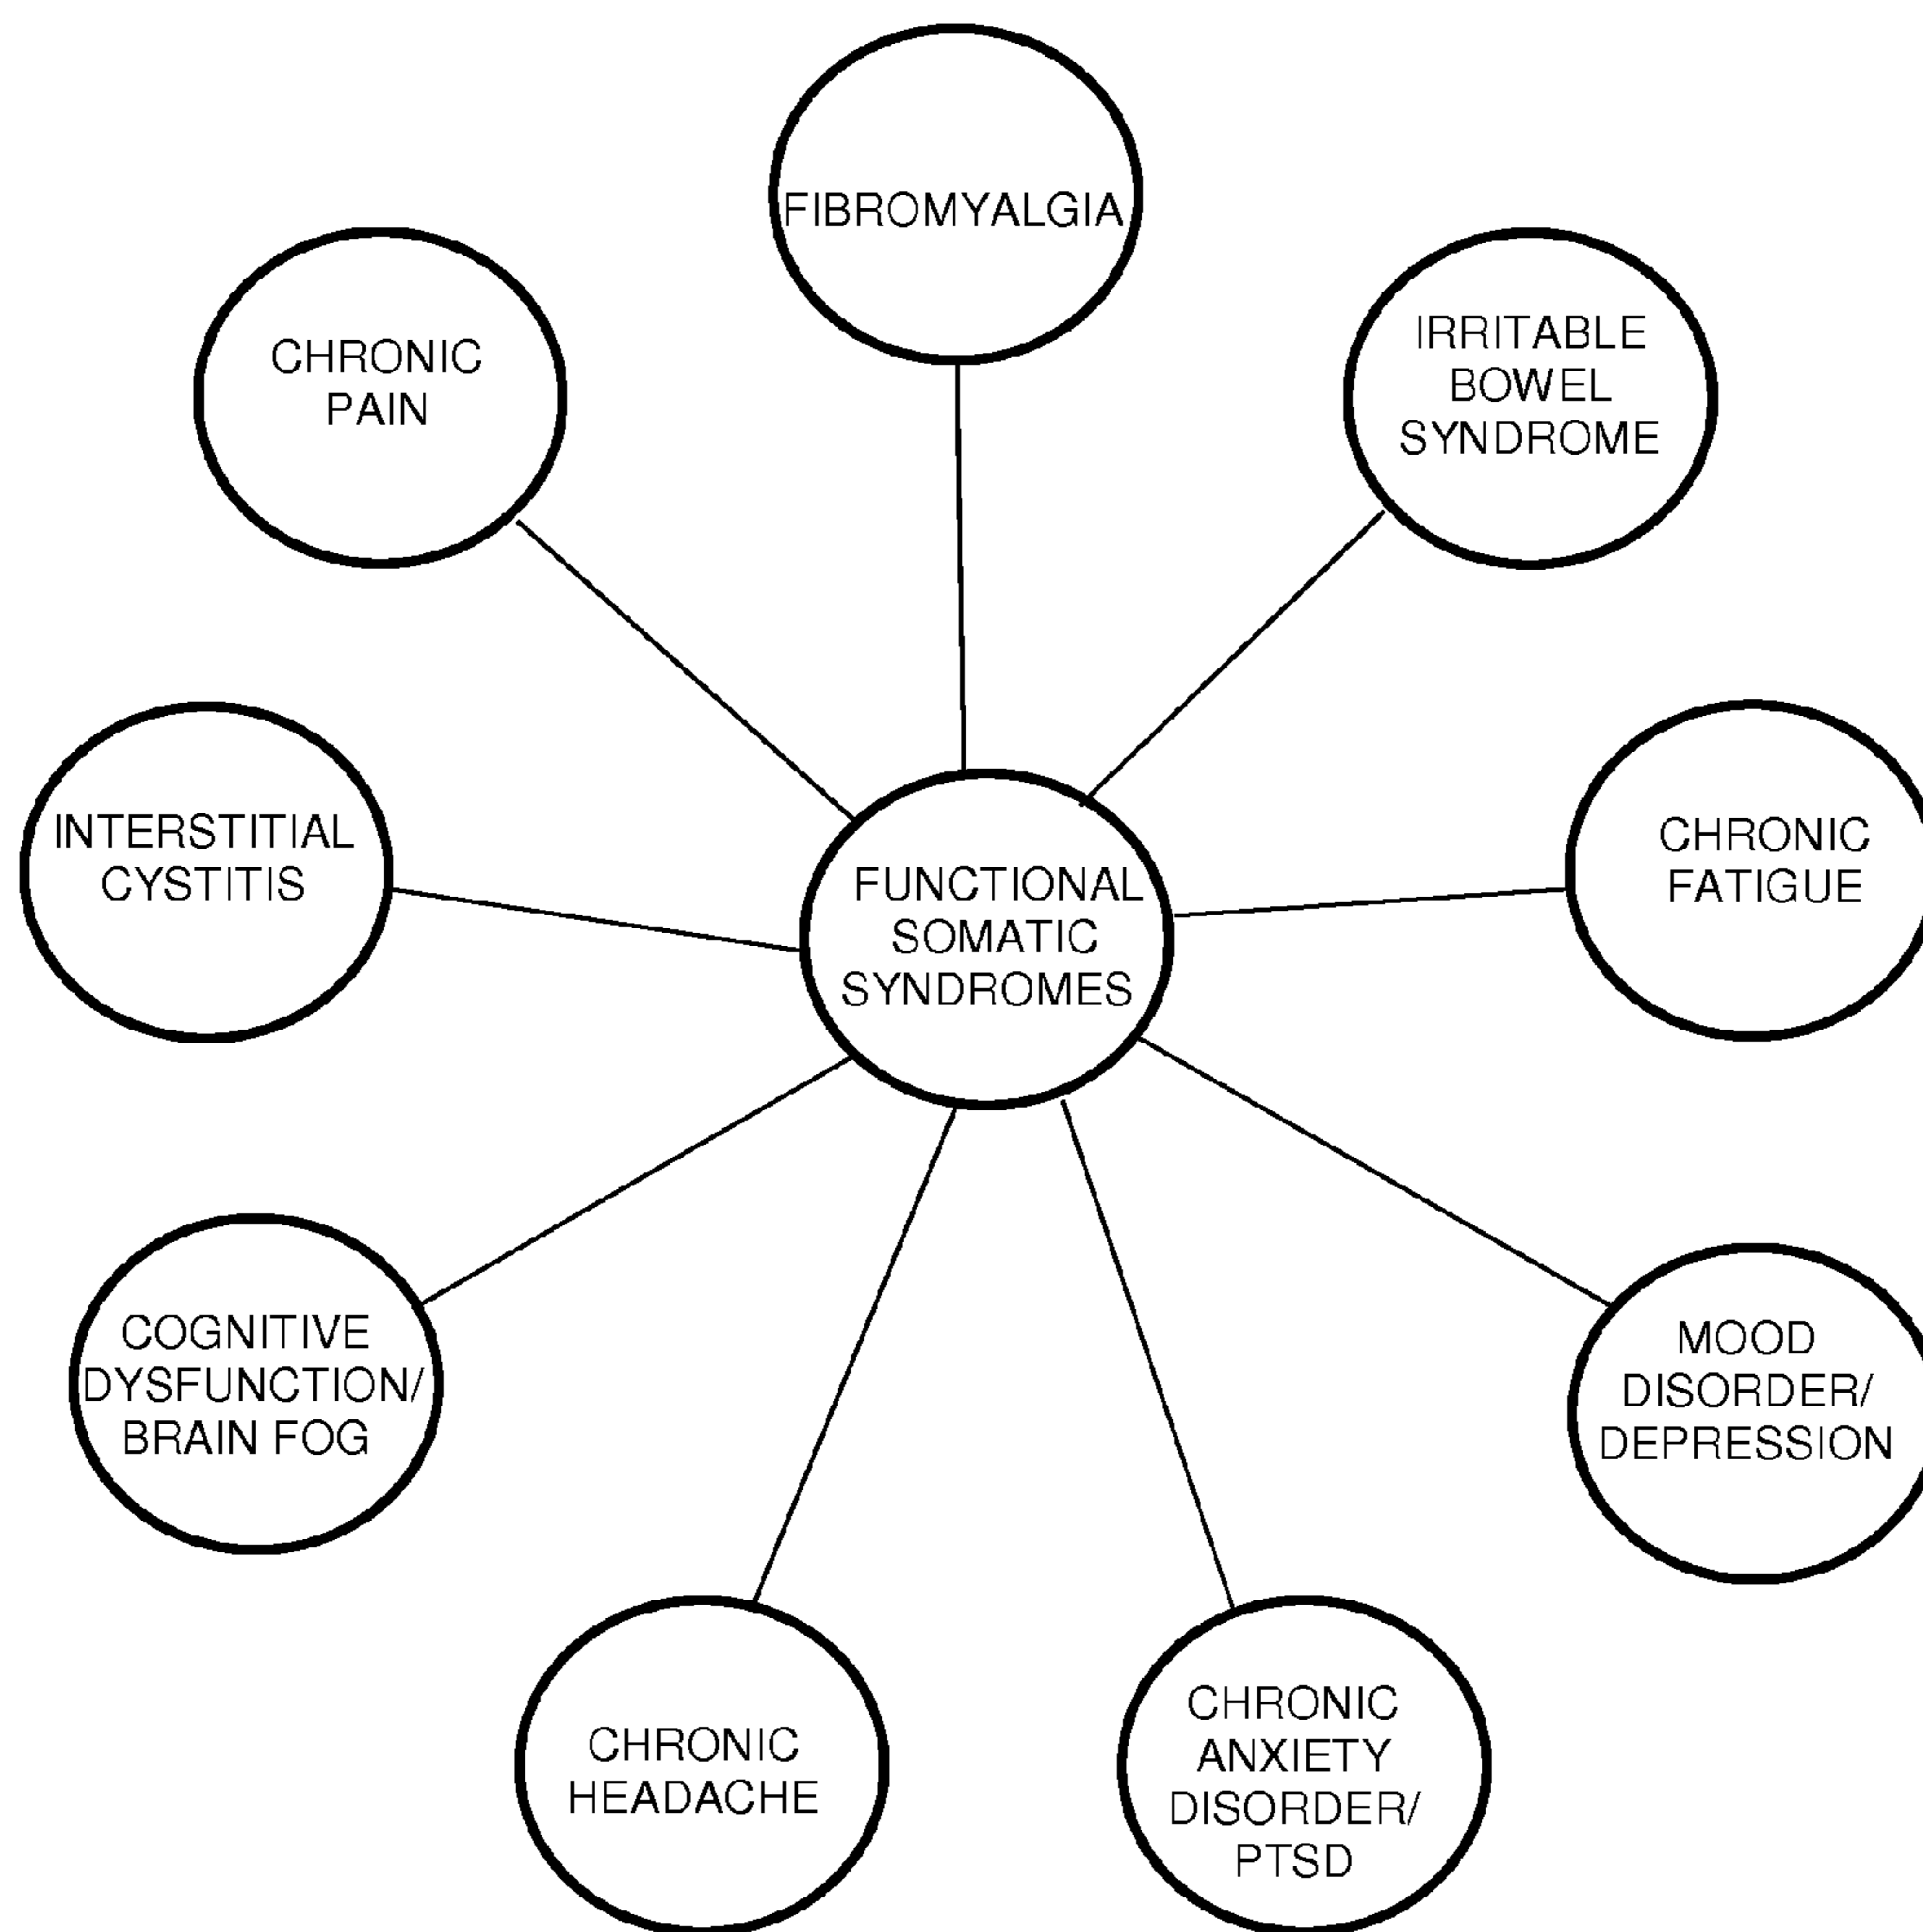 FIBROMYALGIA
CHRONIC
PAIN
IRRITABLE
BOWEL
SYNDROME
INTERSTITIAL
CYSTITIS
FUNCTIONAL
SOMATIC
SYNDROMES
CHRONIC
FATIGUE
COGNITIVE
DYSFUNCTION/
BRAIN FOG
MOOD
DISORDER/
DEPRESSION
CHRONIC
HEADACHE
CHRONIC
ANXIETY
DISORDER/
PTSD